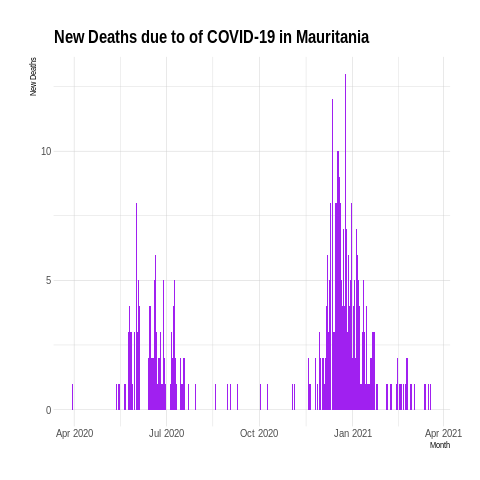 New Deaths due to of COVID-19 in Mauritania
New Deaths
10
5
0
Apr 2020 Jul 2020 Oct 2020 Jan 2021 Apr 2021
Month